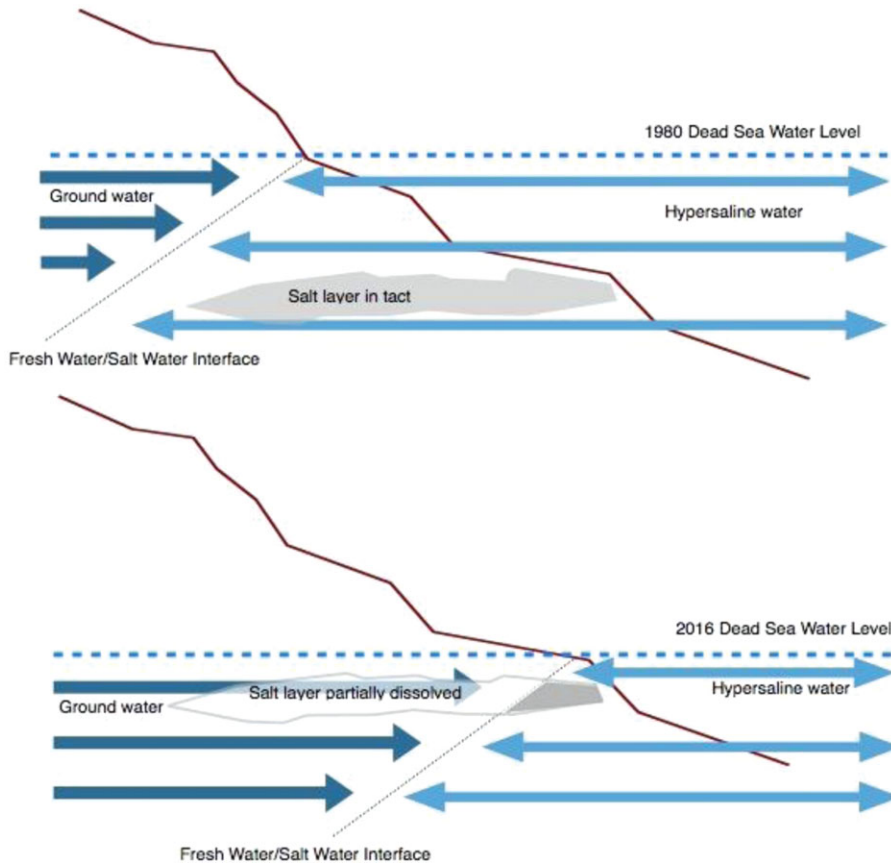 1980 Dead Sea Water Level
Ground water
Hypersaline water
Salt layer in tact
Fresh Water/Salt Water Interface
2016 Dead Sea Water Level
Salt layer partially dissolved
Hypersaline water
Ground water
Fresh Water/Salt Water Interface